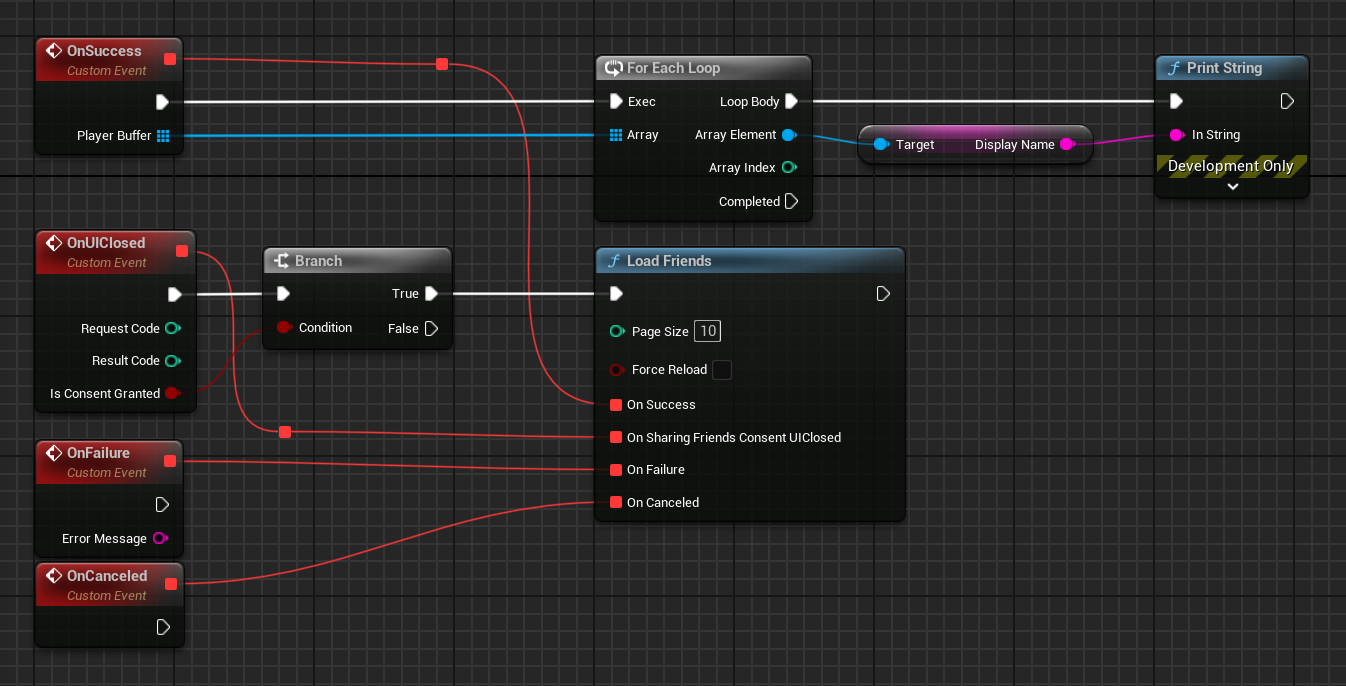 OnSuccess
Custom Event
Player Buffer
For Each Loop
Exec
Loop Body
Array
Array Element
Array Index
Completed
Target
Display Name
Print String
In String
Development Only
OnUIClosed
Custom Event
Request Code
Result Code
Is Consent Granted
Branch
True
Condition
False
Load Friends
Page Size 10
Force Reload
On Success
On Sharing Friends Consent UIClosed
On Failure
On Canceled
OnFailure
Custom Event
Error Message
OnCanceled
Custom Event